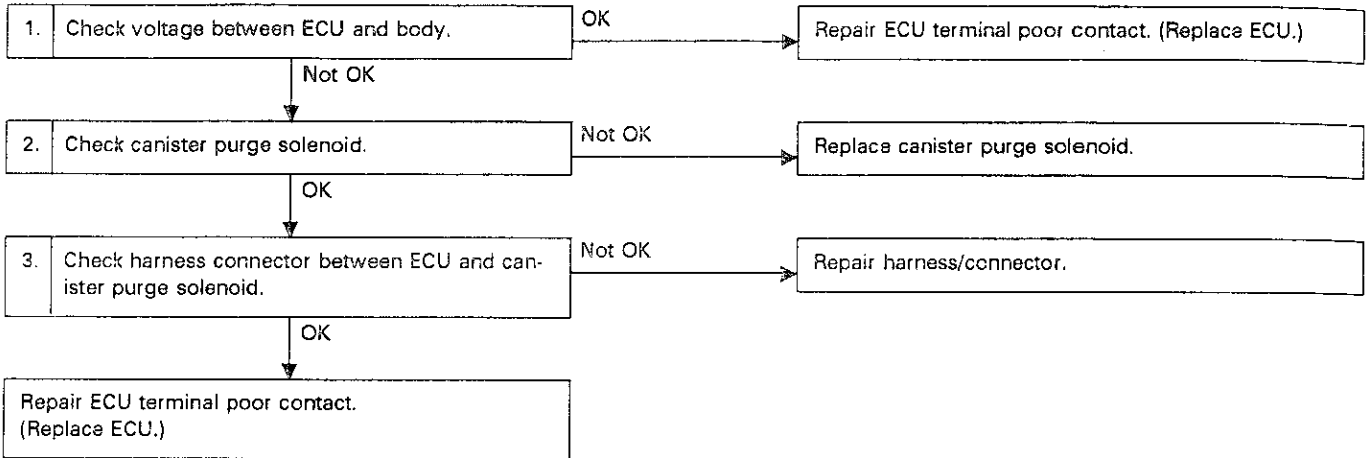 1. Check voltage between ECU and body.
OK
Repair ECU terminal poor contact. (Replace ECU.)
Not OK
2. Check canister purge solenoid.
Not OK
Replace canister purge solenoid.
OK
3. Check harness connector between ECU and can-
ister purge solenoid.
Not OK
Repair harness/connector.
OK
Repair ECU terminal poor contact.
(Replace ECU.)